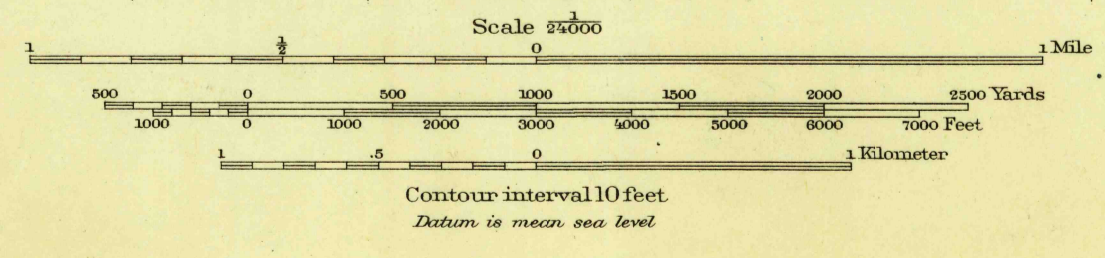 Scale 1/24000
1 ½ 0 1 Mile
500 0 500 1000 1500 2000 2500 Yards
1000 0 1000 2000 3000 4000 5000 6000 7000 Feet
1 .5 0 1 Kilometer
Contour interval 10 feet
Datum is mean sea level